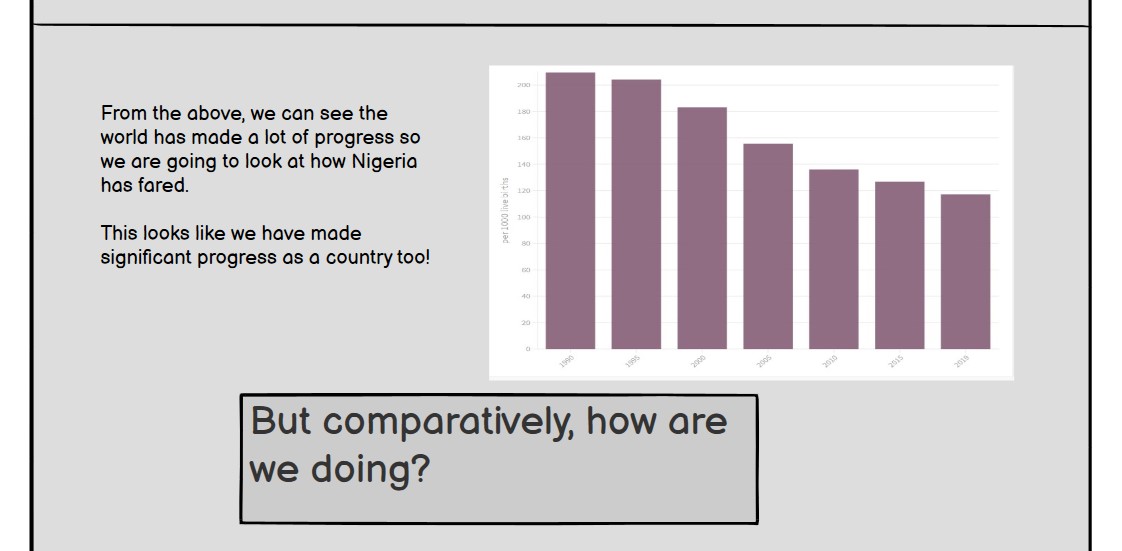 From the above, we can see the
world has made a lot of progress so
we are going to look at how Nigeria
has fared.
This looks like we have made
significant progress as a country too!
per 1000 live births
200
180
160
140
120
100
80
60
40
20
0
1990
1995
2000
2005
2010
2015
2019
But comparatively, how are
we doing?